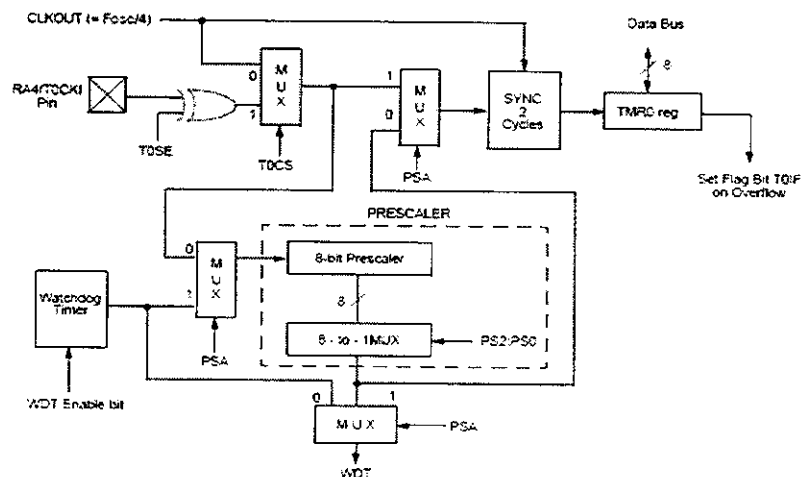 CLKOUT (= Fosc/4)
Data Bus
RA4/T0CKI
Pin
0
1
M
U
X
T0SE
T0CS
1
0
M
U
X
PSA
SYNC
2
Cycles
8
TMR0 reg
Set Flag Bit T0IF
on Overflow
PRESCALER
0
1
M
U
X
PSA
8-bit Prescaler
8
8 - to - 1MUX
PS2:PS0
Watchdog
Timer
WDT Enable bit
0
1
M U X
PSA
WDT